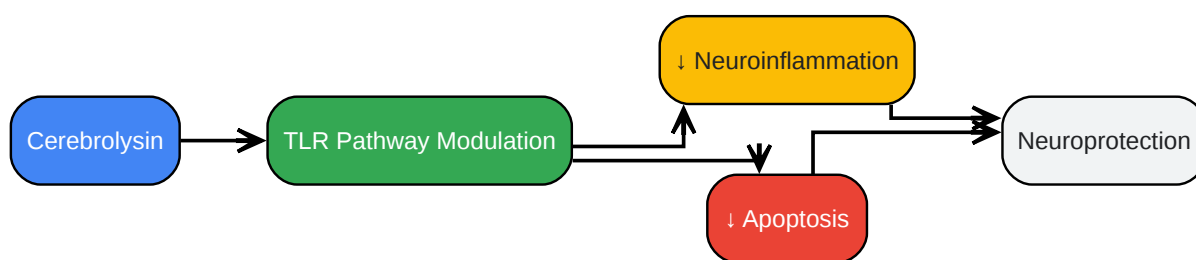 Cerebrolysin
TLR Pathway Modulation
↓ Neuroinflammation
↓ Apoptosis
Neuroprotection